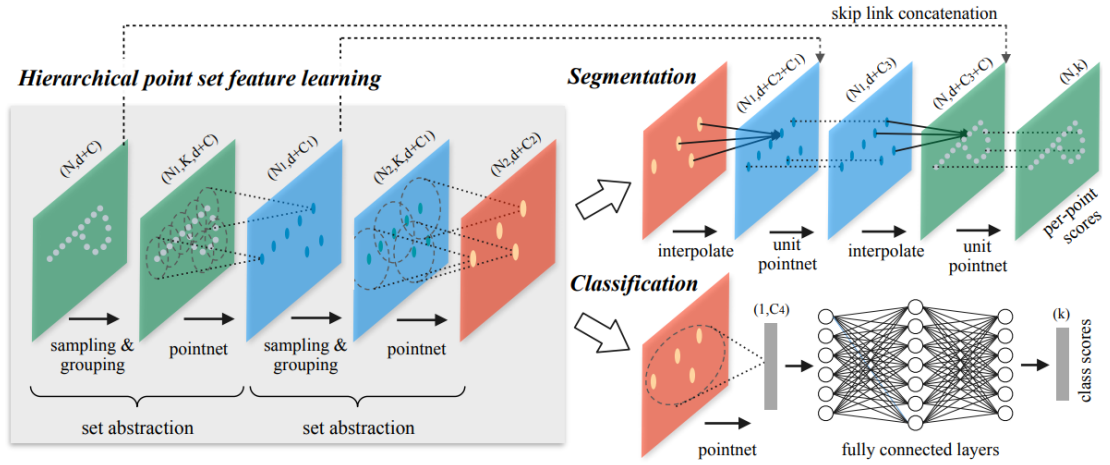 skip link concatenation
Hierarchical point set feature learning
(N,d+C)
(N1,K,d+C)
(N1,d+C1)
(N2,K,d+C1)
(N2,d+C2)
sampling &
grouping
pointnet
sampling &
grouping
pointnet
set abstraction
set abstraction
Segmentation
(N1,d+C2+C1)
(N1,d+C3)
(N,d+C3+C)
(N,k)
interpolate
unit
pointnet
interpolate
unit
pointnet
per-point
scores
Classification
(1,C4)
(k)
class scores
pointnet
fully connected layers